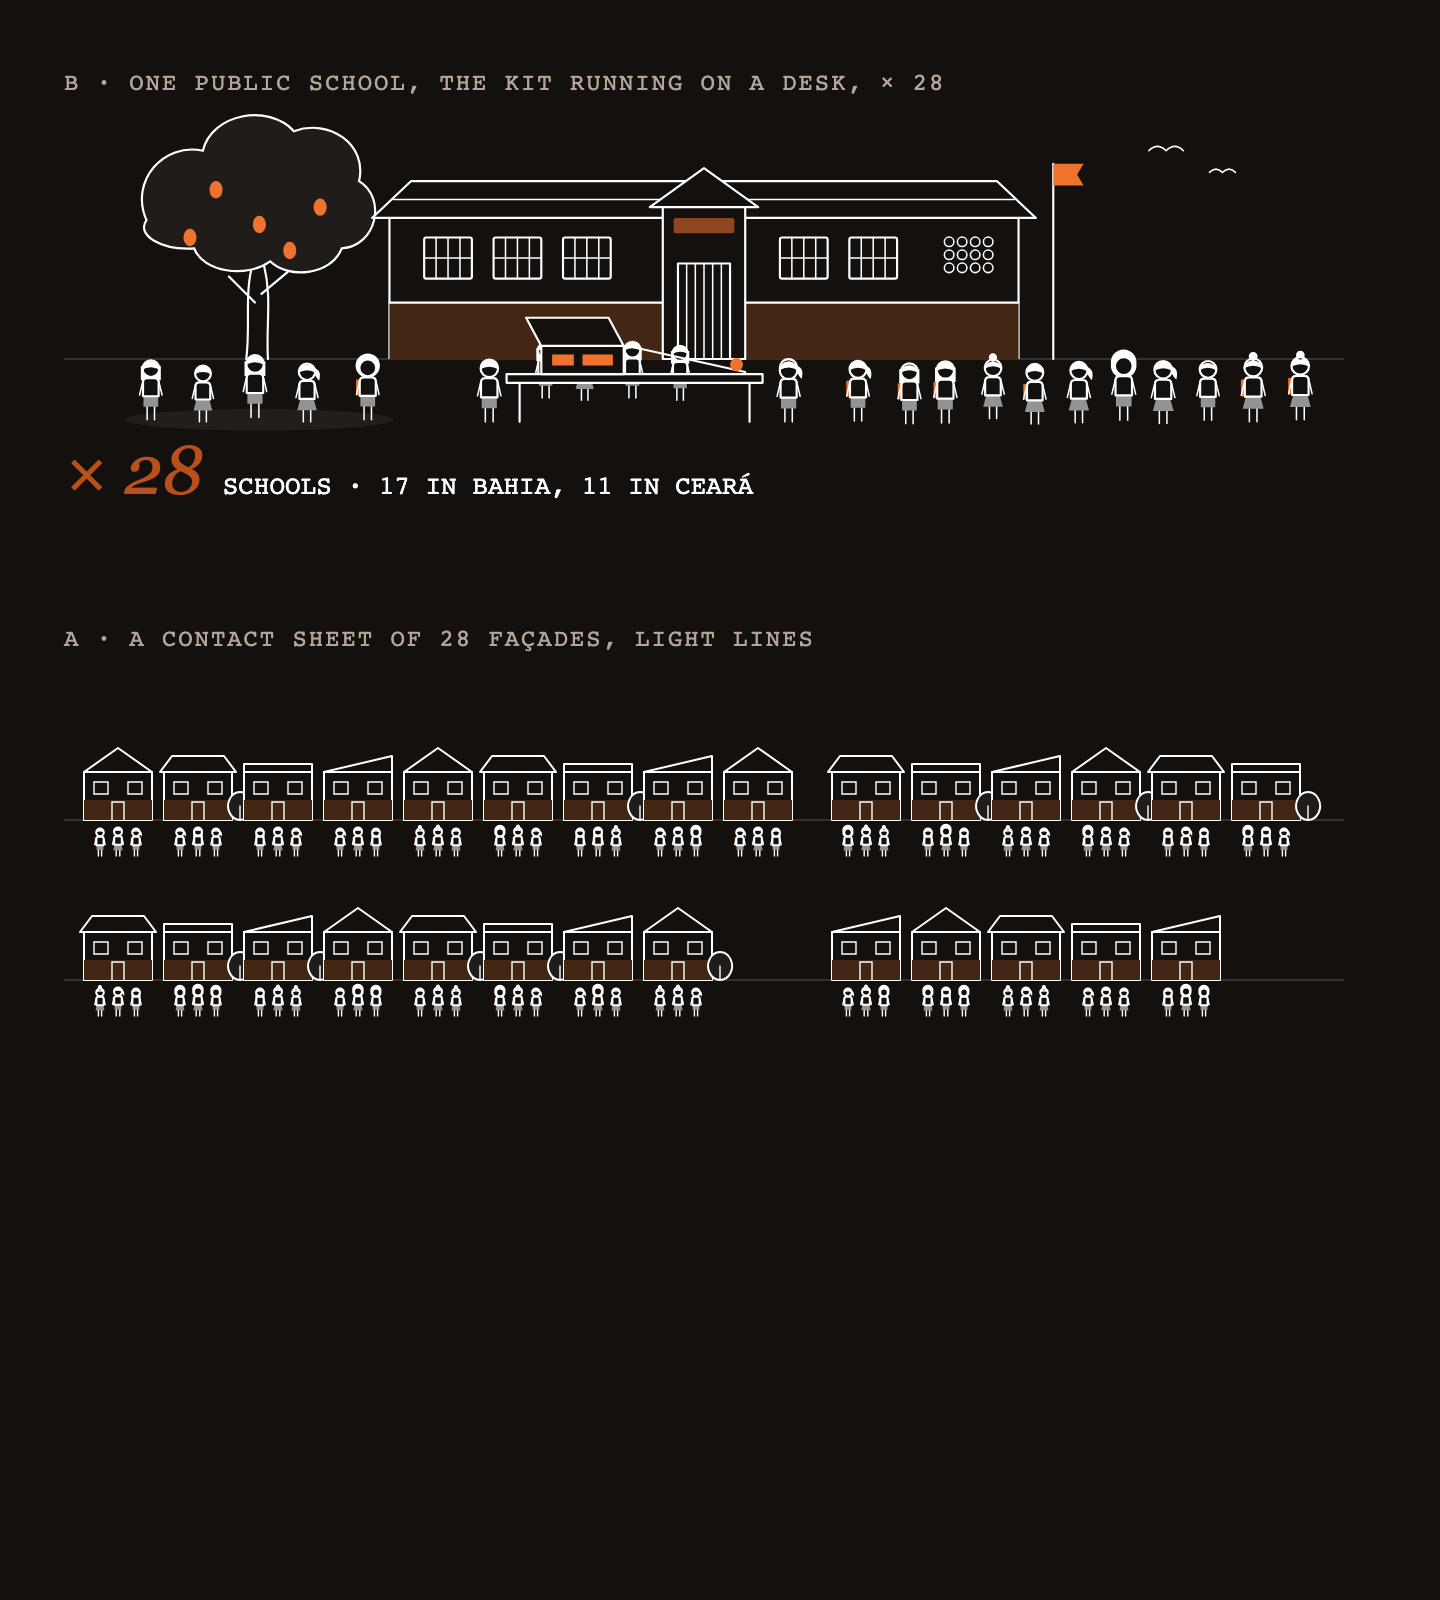 B · ONE PUBLIC SCHOOL, THE KIT RUNNING ON A DESK, × 28
× 28 SCHOOLS · 17 IN BAHIA, 11 IN CEARÁ
A · A CONTACT SHEET OF 28 FAÇADES, LIGHT LINES